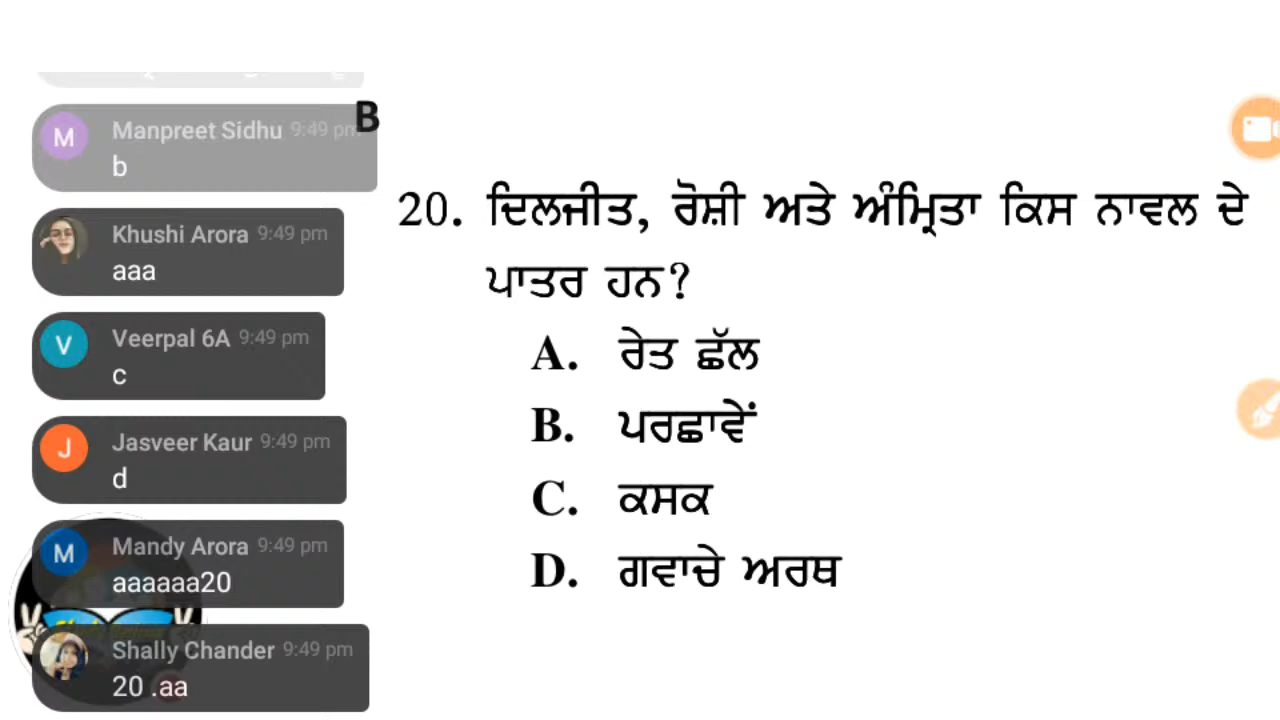 B
Manpreet Sidhu 9:49 pm
b
Khushi Arora 9:49 pm
aaa
Veerpal 6A 9:49 pm
c
Jasveer Kaur 9:49 pm
d
Mandy Arora 9:49 pm
aaaaaa20
Shally Chander 9:49 pm
20 .aa
20. ਦਿਲਜੀਤ, ਰੋਸ਼ੀ ਅਤੇ ਅੰਮ੍ਰਿਤਾ ਕਿਸ ਨਾਵਲ ਦੇ
ਪਾਤਰ ਹਨ?
A. ਰੇਤ ਛੱਲ
B. ਪਰਛਾਵੇਂ
C. ਕਸਕ
D. ਗਵਾਚੇ ਅਰਥ